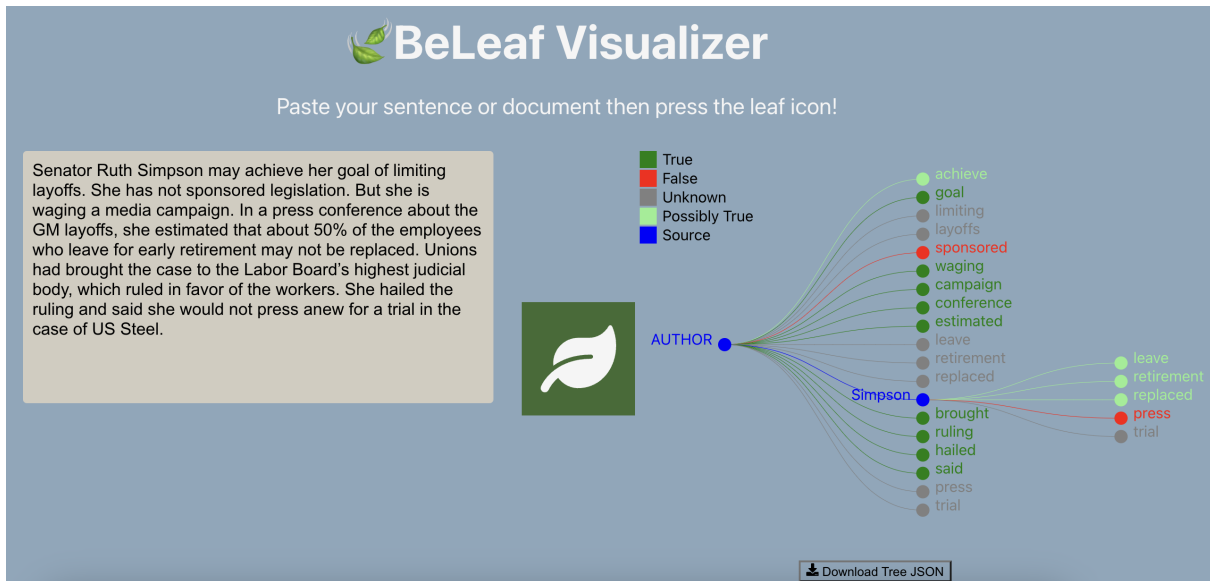 BeLeaf Visualizer
Paste your sentence or document then press the leaf icon!
Senator Ruth Simpson may achieve her goal of limiting
layoffs. She has not sponsored legislation. But she is
waging a media campaign. In a press conference about the
GM layoffs, she estimated that about 50% of the employees
who leave for early retirement may not be replaced. Unions
had brought the case to the Labor Board’s highest judicial
body, which ruled in favor of the workers. She hailed the
ruling and said she would not press anew for a trial in the
case of US Steel.
True
False
Unknown
Possibly True
Source
AUTHOR
achieve
goal
limiting
layoffs
sponsored
waging
campaign
conference
estimated
leave
retirement
replaced
Simpson
brought
ruling
hailed
said
press
trial
leave
retirement
replaced
press
trial
Download Tree JSON